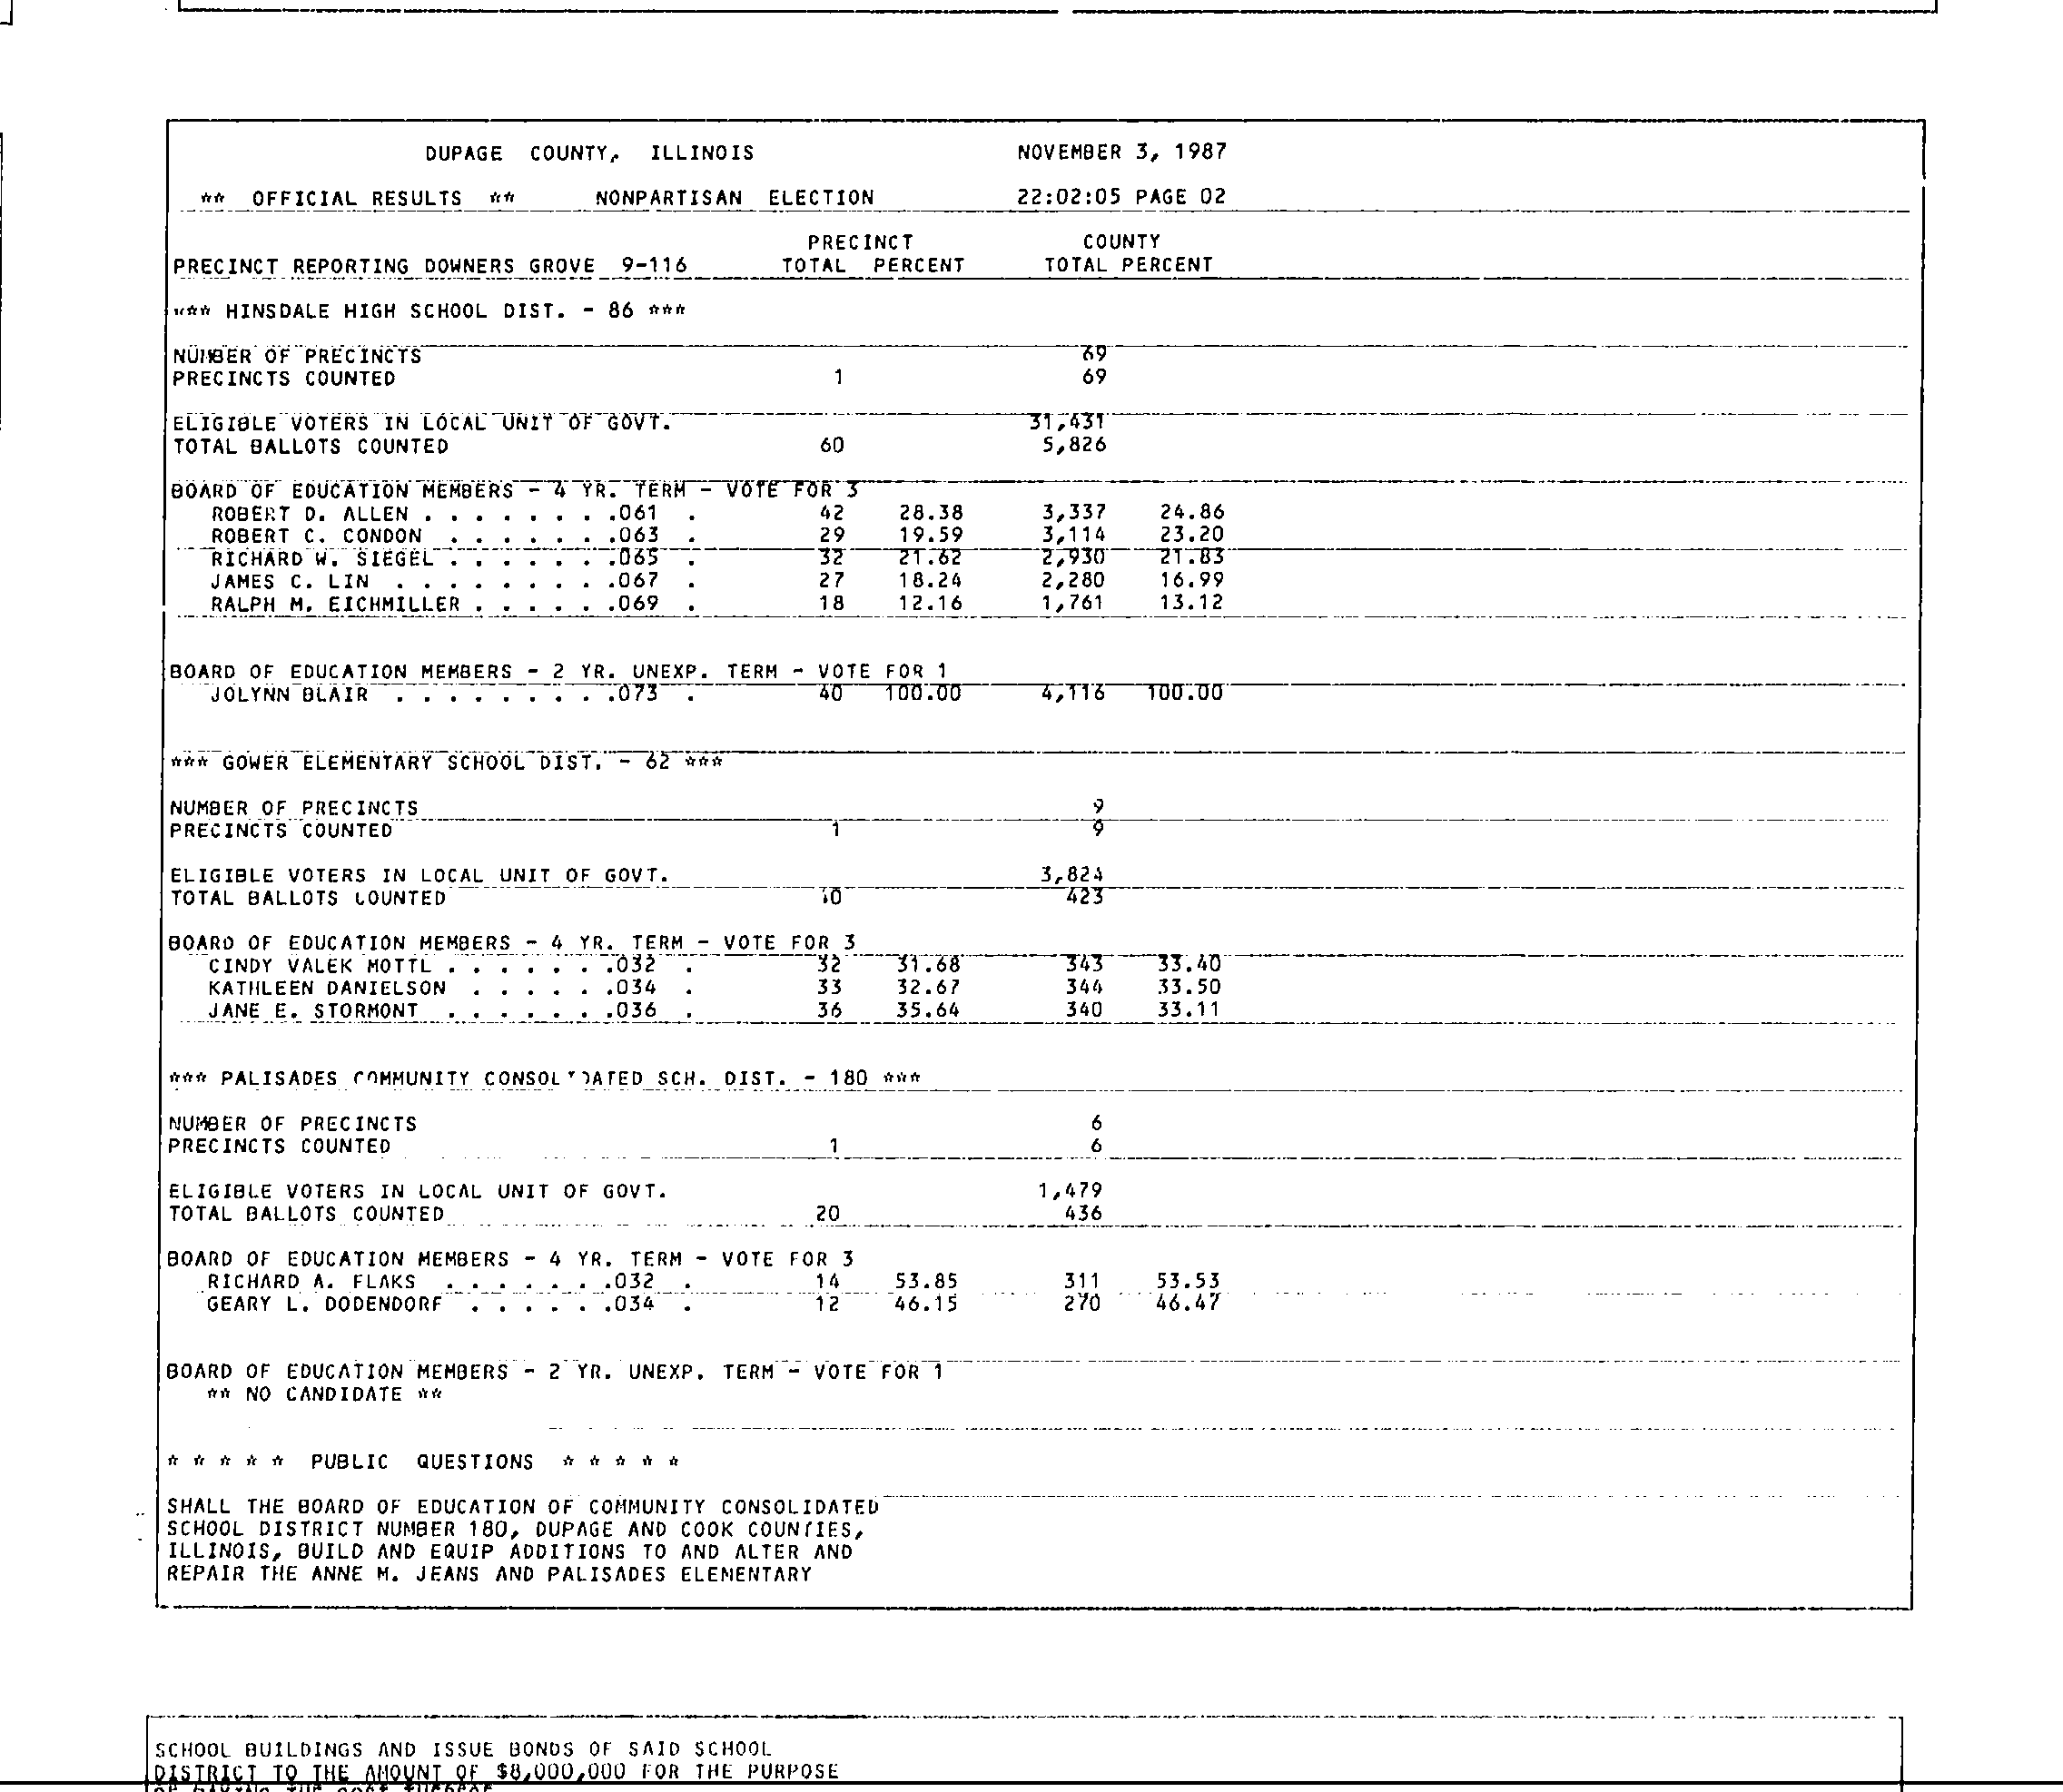 DUPAGE COUNTY, ILLINOIS NOVEMBER 3, 1987
** OFFICIAL RESULTS ** NONPARTISAN ELECTION 22:02:05 PAGE 02
PRECINCT COUNTY
PRECINCT REPORTING DOWNERS GROVE 9-116 TOTAL PERCENT TOTAL PERCENT
*** HINSDALE HIGH SCHOOL DIST. - 86 ***
NUMBER OF PRECINCTS 69
PRECINCTS COUNTED 1 69
ELIGIBLE VOTERS IN LOCAL UNIT OF GOVT. 31,431
TOTAL BALLOTS COUNTED 60 5,826
BOARD OF EDUCATION MEMBERS - 4 YR. TERM - VOTE FOR 3
ROBERT D. ALLEN . . . . . . . .061 . 42 28.38 3,337 24.86
ROBERT C. CONDON . . . . . . .063 . 29 19.59 3,114 23.20
RICHARD W. SIEGEL . . . . . . .065 . 32 21.62 2,930 21.83
JAMES C. LIN . . . . . . . . .067 . 27 18.24 2,280 16.99
RALPH M. EICHMILLER . . . . . .069 . 18 12.16 1,761 13.12
BOARD OF EDUCATION MEMBERS - 2 YR. UNEXP. TERM - VOTE FOR 1
JOLYNN BLAIR . . . . . . . . .073 . 40 100.00 4,116 100.00
*** GOWER ELEMENTARY SCHOOL DIST. - 62 ***
NUMBER OF PRECINCTS 9
PRECINCTS COUNTED 1 9
ELIGIBLE VOTERS IN LOCAL UNIT OF GOVT. 3,824
TOTAL BALLOTS COUNTED 423
BOARD OF EDUCATION MEMBERS - 4 YR. TERM - VOTE FOR 3
CINDY VALEK MOTTL . . . . . . .032 . 32 31.68 343 33.40
KATHLEEN DANIELSON . . . . . .034 . 33 32.67 344 33.50
JANE E. STORMONT . . . . . . .036 . 36 35.64 340 33.11
*** PALISADES COMMUNITY CONSOLIDATED SCH. DIST. - 180 ***
NUMBER OF PRECINCTS 6
PRECINCTS COUNTED 1 6
ELIGIBLE VOTERS IN LOCAL UNIT OF GOVT. 1,479
TOTAL BALLOTS COUNTED 20 436
BOARD OF EDUCATION MEMBERS - 4 YR. TERM - VOTE FOR 3
RICHARD A. FLAKS . . . . . . .032 . 14 53.85 311 53.53
GEARY L. DODENDORF . . . . . .034 . 12 46.15 270 46.47
BOARD OF EDUCATION MEMBERS - 2 YR. UNEXP. TERM - VOTE FOR 1
** NO CANDIDATE **
* * * * * PUBLIC QUESTIONS * * * * *
SHALL THE BOARD OF EDUCATION OF COMMUNITY CONSOLIDATED
SCHOOL DISTRICT NUMBER 180, DUPAGE AND COOK COUNTIES,
ILLINOIS, BUILD AND EQUIP ADDITIONS TO AND ALTER AND
REPAIR THE ANNE M. JEANS AND PALISADES ELEMENTARY
SCHOOL BUILDINGS AND ISSUE BONDS OF SAID SCHOOL
DISTRICT TO THE AMOUNT OF $8,000,000 FOR THE PURPOSE